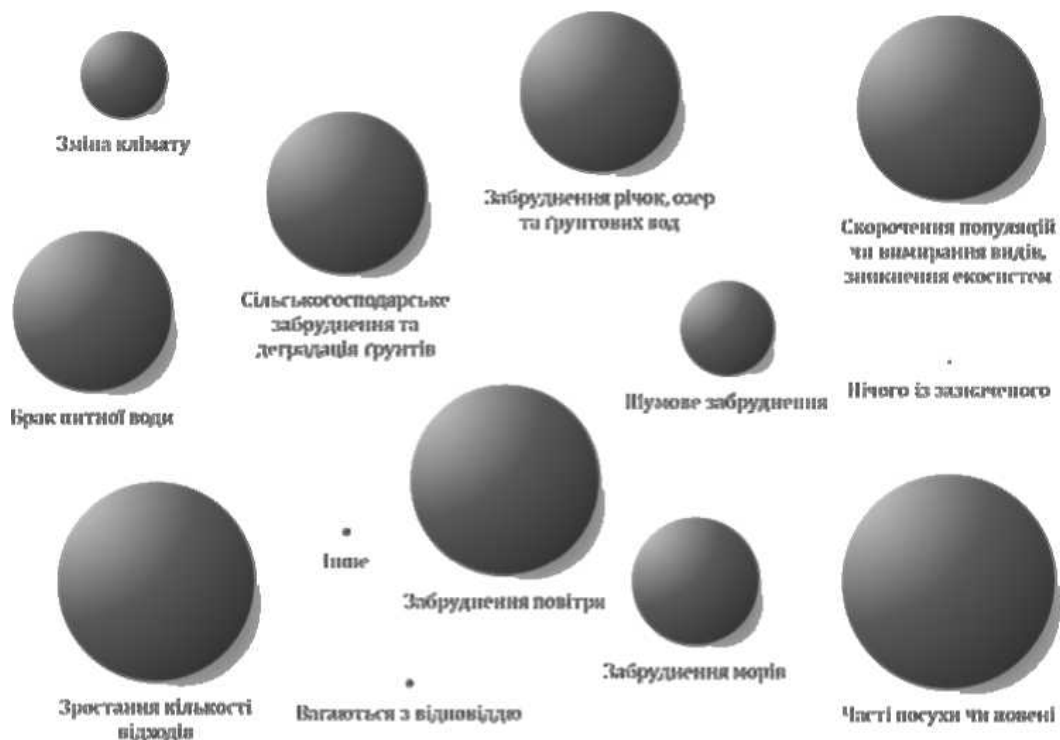 Зміна клімату
Забруднення річок, озер
та ґрунтових вод
Скорочення популяцій
чи вимирання видів,
зникнення екосистем
Сільськогосподарське
забруднення та
деградація ґрунтів
Шумове забруднення
Нічого із зазначеного
Брак питної води
Інше
Забруднення повітря
Забруднення морів
Зростання кількості
відходів
Вагаються з відповіддю
Часті посухи чи повені